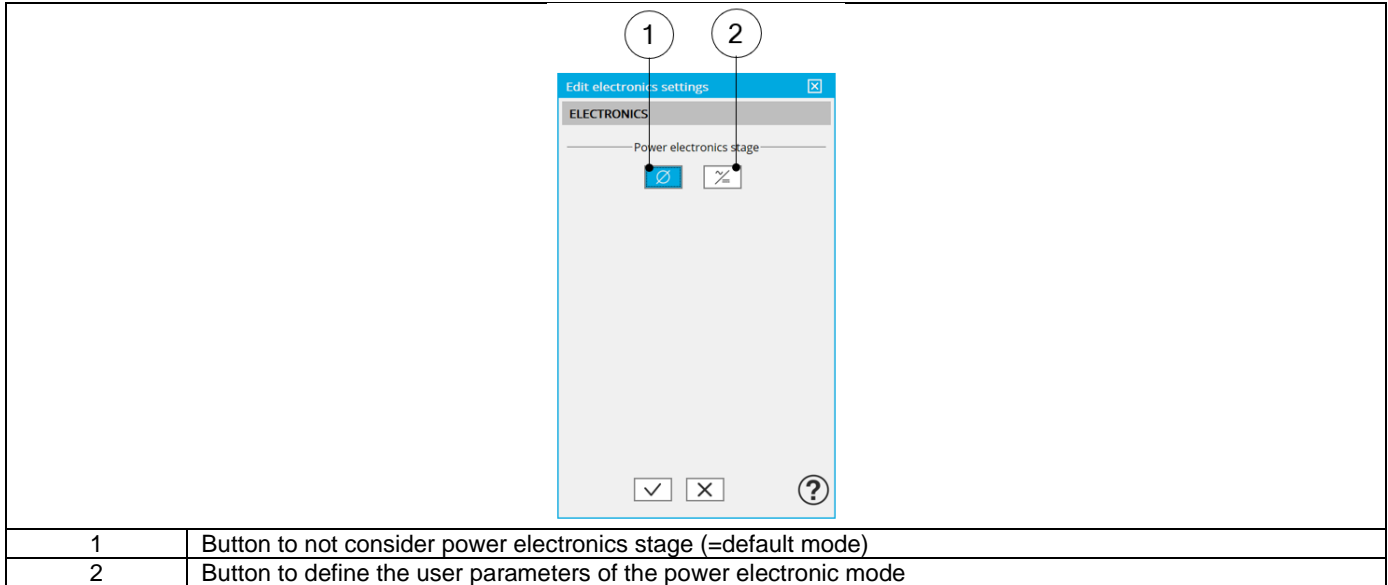 1 2
Edit electronics settings
ELECTRONICS
Power electronics stage
?
1 Button to not consider power electronics stage (=default mode)
2 Button to define the user parameters of the power electronic mode